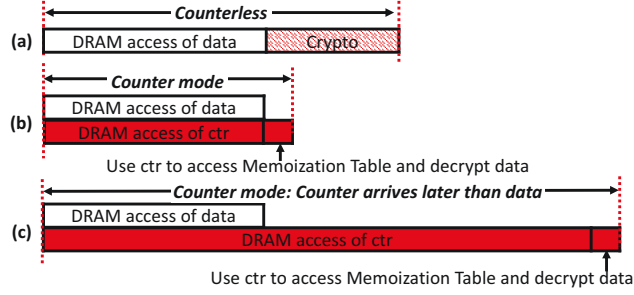 Counterless
(a) DRAM access of data Crypto
Counter mode
DRAM access of data
(b)
DRAM access of ctr
Use ctr to access Memoization Table and decrypt data
Counter mode: Counter arrives later than data
DRAM access of data
(c)
DRAM access of ctr
Use ctr to access Memoization Table and decrypt data